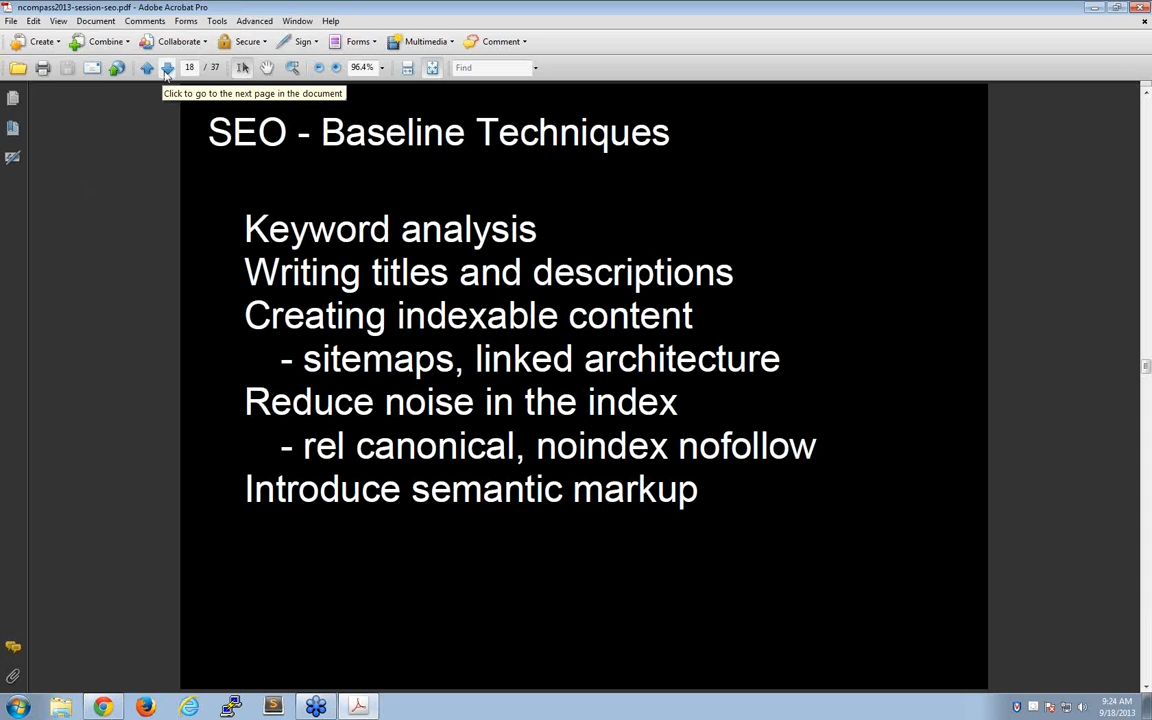 ncompass2013-session-seo.pdf - Adobe Acrobat Pro
File Edit View Document Comments Forms Tools Advanced Window Help
Create Combine Collaborate Secure Sign Forms Multimedia Comment
18 / 37 96.4% Find
Click to go to the next page in the document
SEO - Baseline Techniques
Keyword analysis
Writing titles and descriptions
Creating indexable content
- sitemaps, linked architecture
Reduce noise in the index
- rel canonical, noindex nofollow
Introduce semantic markup
9:24 AM
9/18/2013